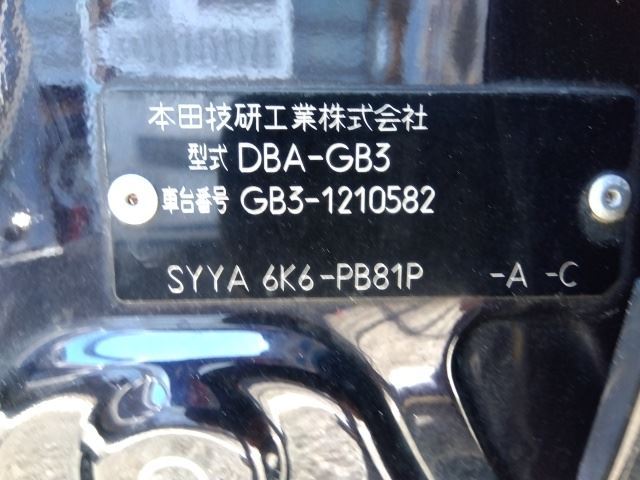 本田技研工業株式会社
型式 DBA-GB3
車台番号 GB3-1210582
SYYA 6K6-PB81P -A -C